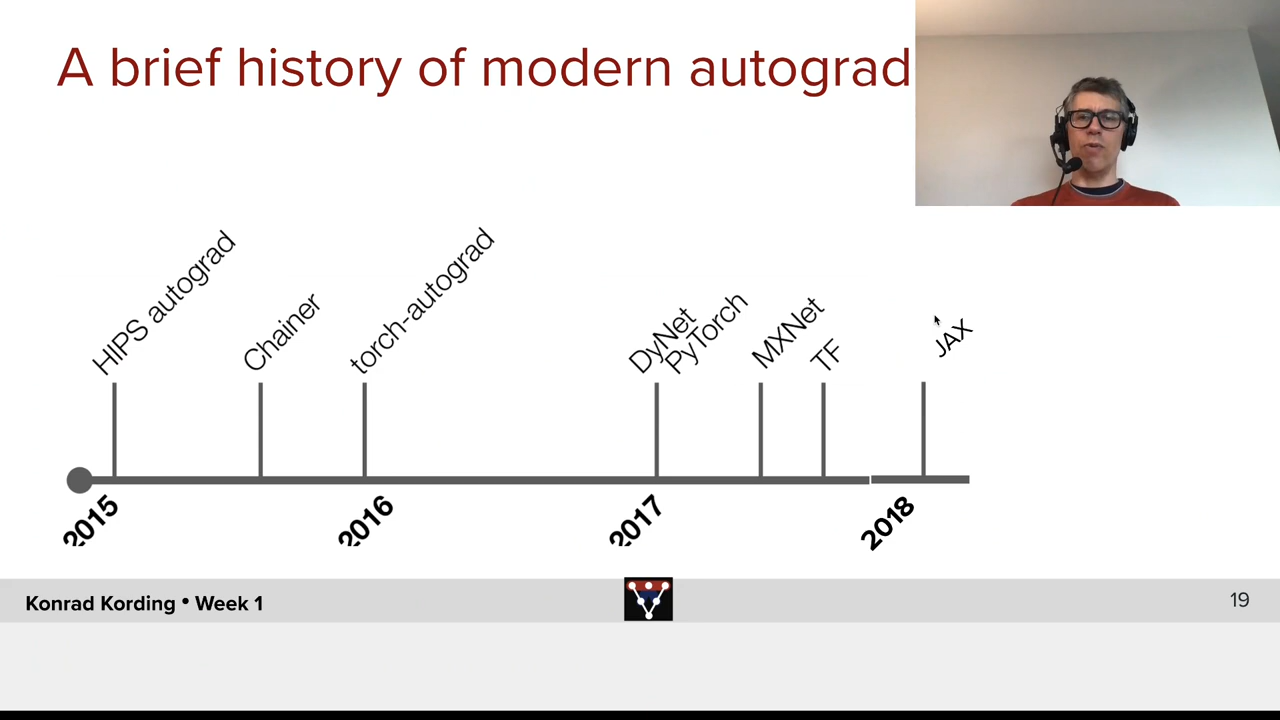 A brief history of modern autograd
HIPS autograd
Chainer
torch-autograd
DyNet
PyTorch
MXNet
TF
JAX
2015
2016
2017
2018
Konrad Kording • Week 1
19